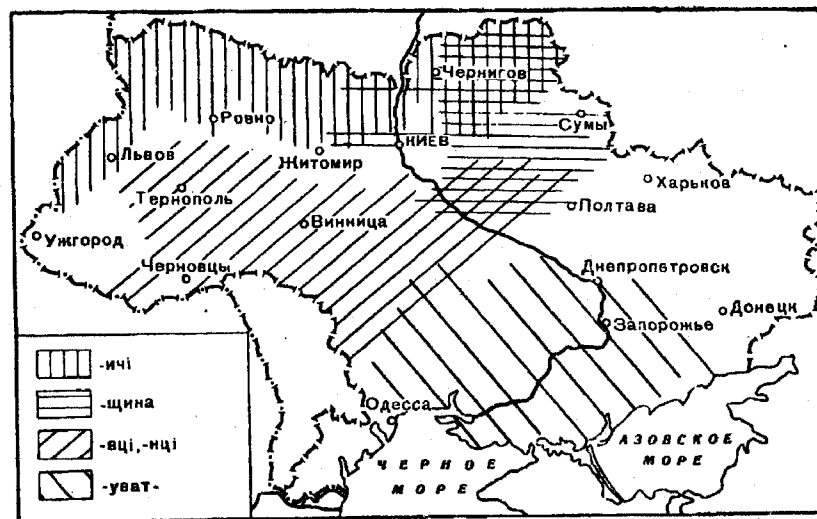 Чернигов
Сумы
Ровно
КИЕВ
Львов
Житомир
Харьков
Тернополь
Полтава
Винница
Ужгород
Черновцы
Днепропетровск
Донецк
Запорожье
-ичі
-щина
Одесса
АЗОВСКОЕ
МОРЕ
-вці,-нці
ЧЕРНОЕ
МОРЕ
-уват-